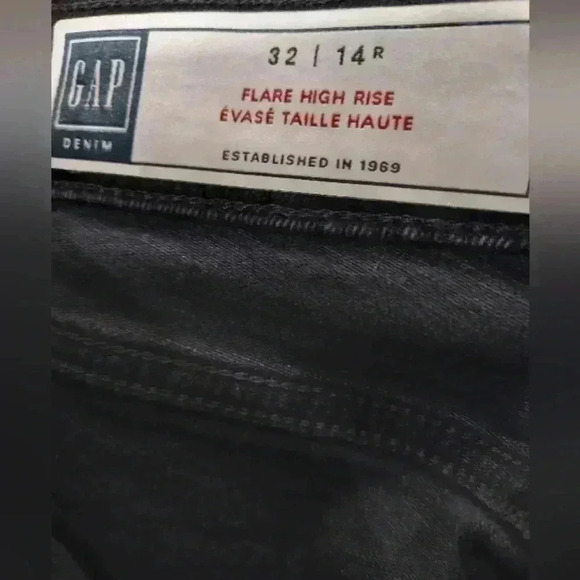 GAP
DENIM
32 | 14R
FLARE HIGH RISE
ÉVASÉ TAILLE HAUTE
ESTABLISHED IN 1969